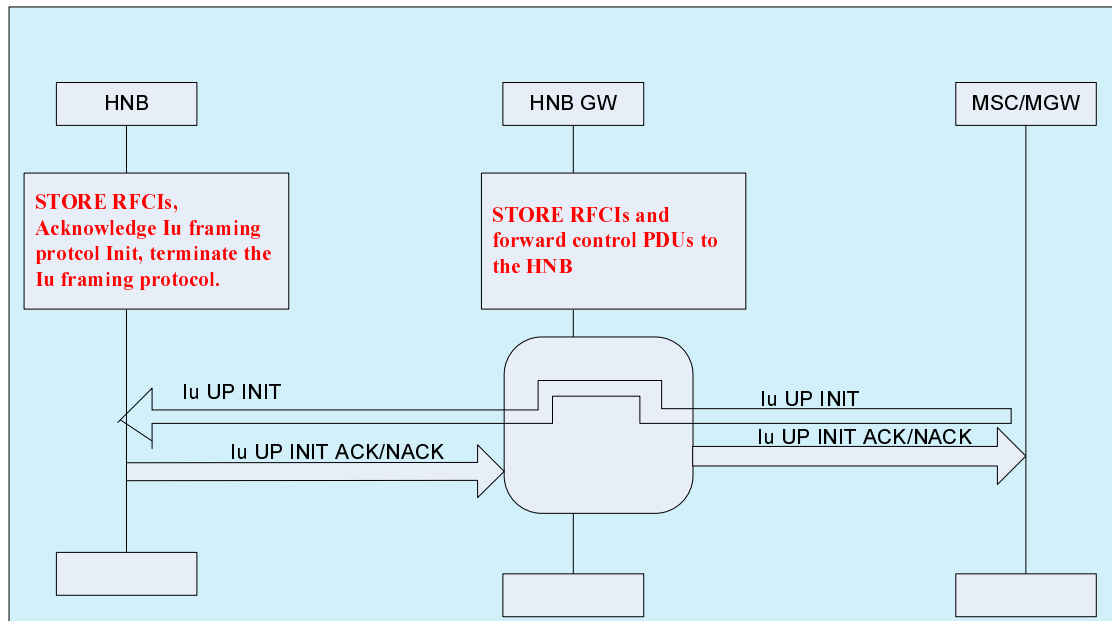 HNB
HNB GW
MSC/MGW
STORE RFCIs,
Acknowledge Iu framing
protcol Init, terminate the
Iu framing protocol.
STORE RFCIs and
forward control PDUs to
the HNB
Iu UP INIT
Iu UP INIT
Iu UP INIT ACK/NACK
Iu UP INIT ACK/NACK